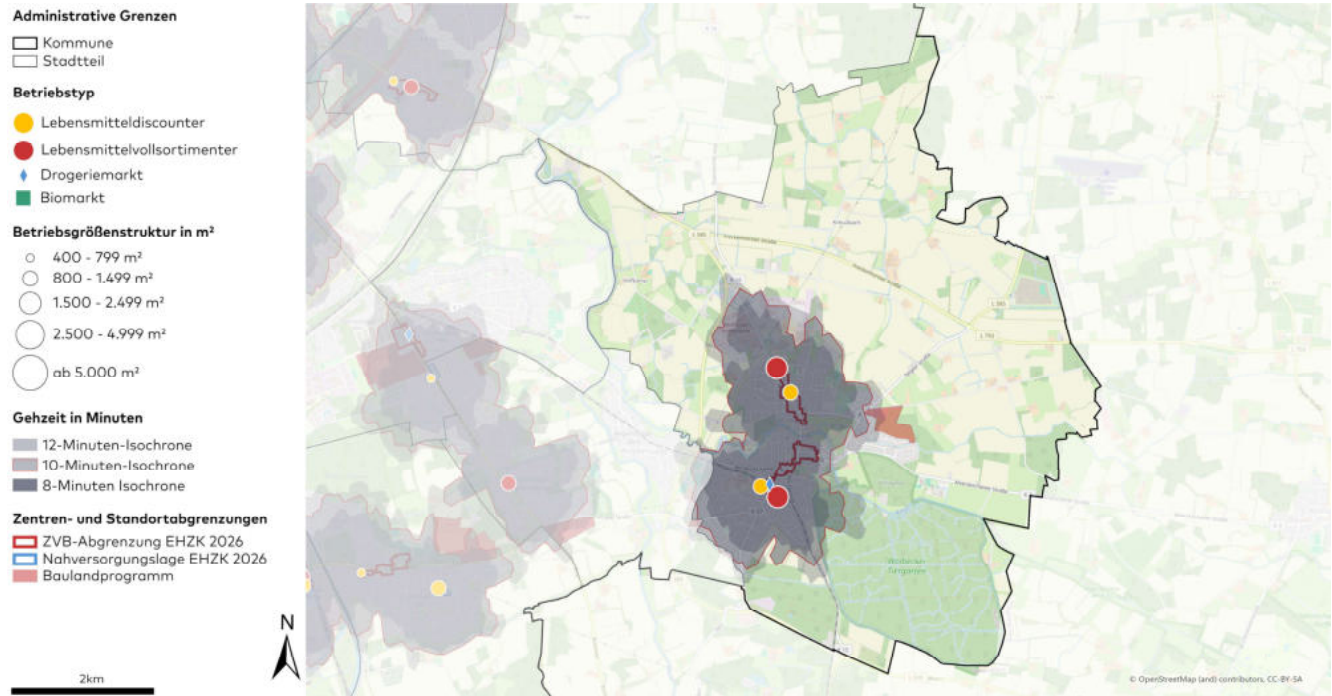 Administrative Grenzen
Kommune
Stadtteil
Betriebstyp
Lebensmitteldiscounter
Lebensmittelvollsortimenter
Drogeriemarkt
Biomarkt
Betriebsgrößenstruktur in m²
400 - 799 m²
800 - 1.499 m²
1.500 - 2.499 m²
2.500 - 4.999 m²
ab 5.000 m²
Gehzeit in Minuten
12-Minuten-Isochrone
10-Minuten-Isochrone
8-Minuten Isochrone
Zentren- und Standortabgrenzungen
ZVB-Abgrenzung EHZK 2026
Nahversorgungslage EHZK 2026
Baulandprogramm
N
2km
L 585
L 585
L 793
© OpenStreetMap (and) contributors, CC-BY-SA